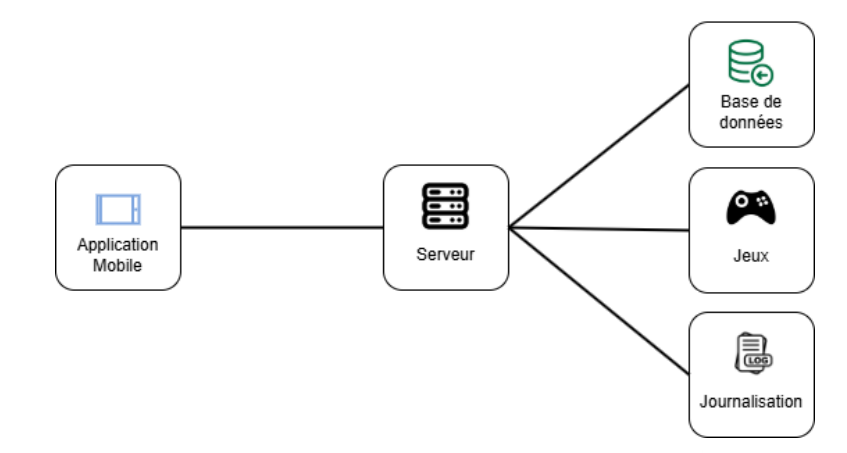 Base de
données
Application
Mobile
Serveur
Jeux
LOG
Journalisation